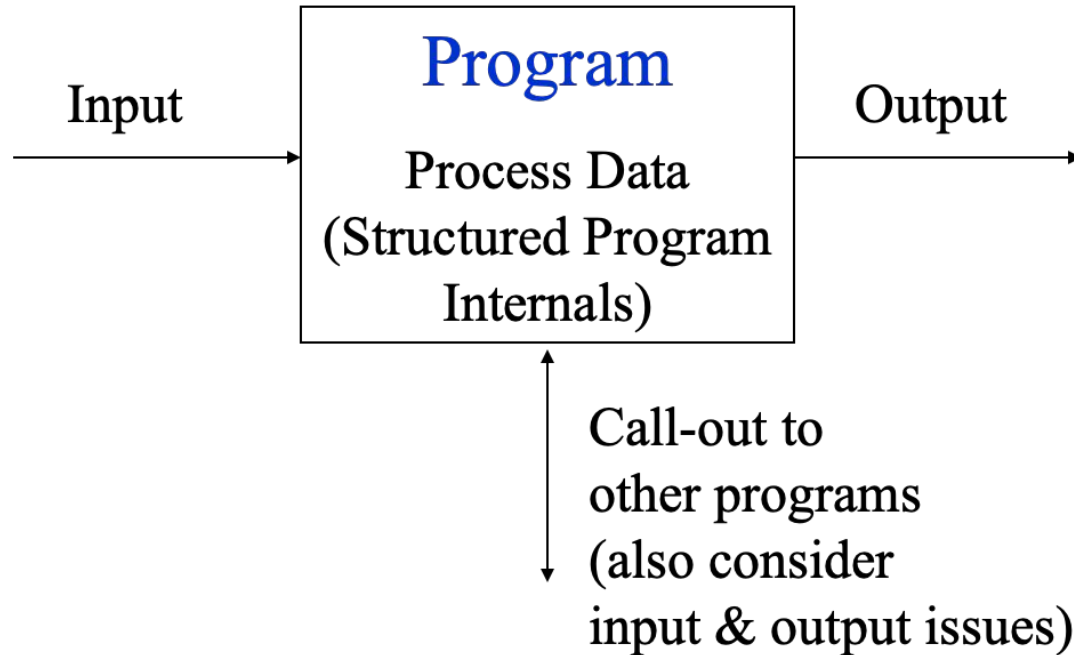 Program
Input
Output
Process Data
(Structured Program
Internals)
Call-out to
other programs
(also consider
input & output issues)